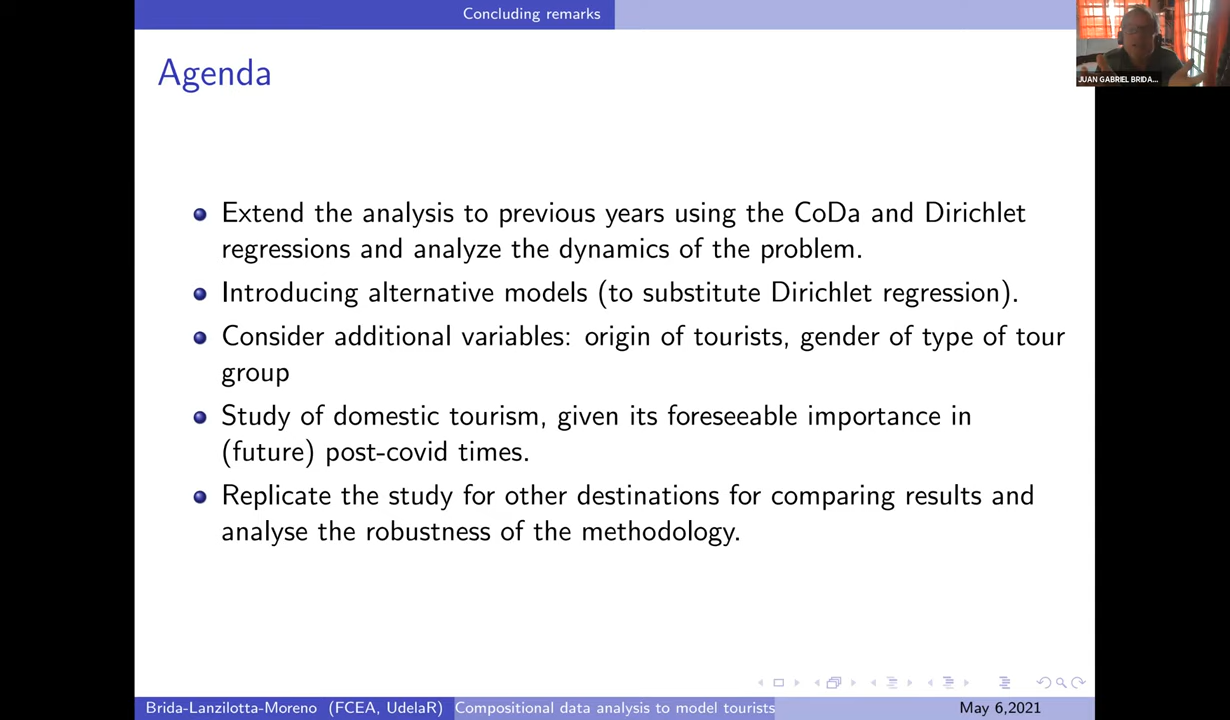 Concluding remarks
JUAN GABRIEL BRIDA...
Agenda
Extend the analysis to previous years using the CoDa and Dirichlet
regressions and analyze the dynamics of the problem.
Introducing alternative models (to substitute Dirichlet regression).
Consider additional variables: origin of tourists, gender of type of tour
group
Study of domestic tourism, given its foreseeable importance in
(future) post-covid times.
Replicate the study for other destinations for comparing results and
analyse the robustness of the methodology.
Brida-Lanzilotta-Moreno (FCEA, UdelaR) Compositional data analysis to model tourists May 6,2021